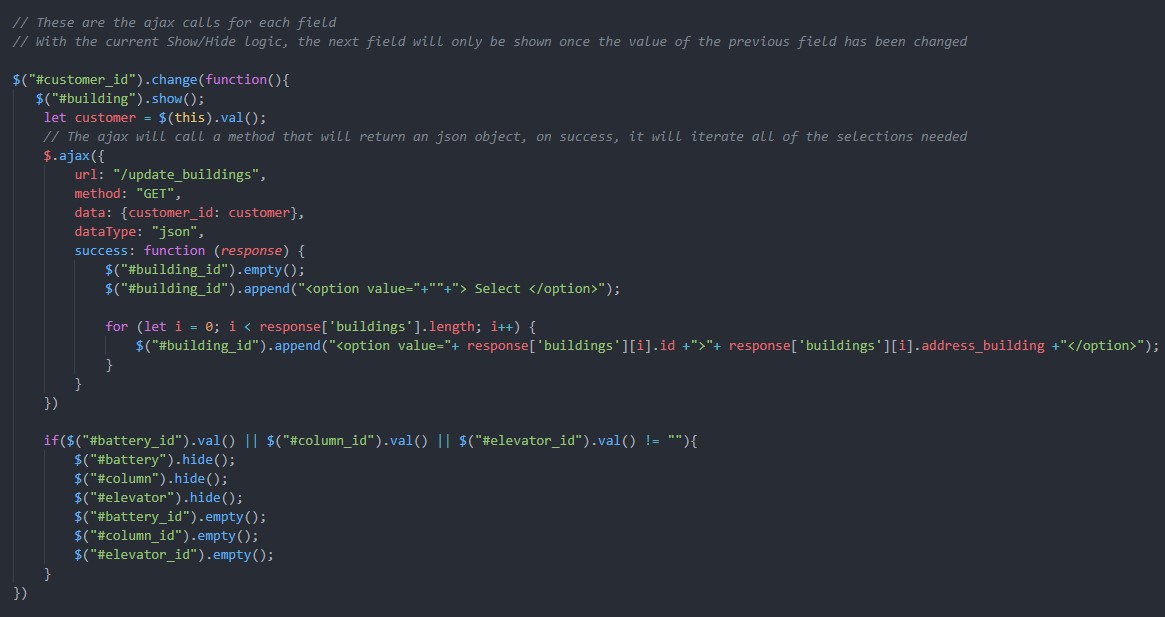 // These are the ajax calls for each field
// With the current Show/Hide logic, the next field will only be shown once the value of the previous field has been changed
$("#customer_id").change(function(){
$("#building").show();
let customer = $(this).val();
// The ajax will call a method that will return an json object, on success, it will iterate all of the selections needed
$.ajax({
url: "/update_buildings",
method: "GET",
data: {customer_id: customer},
dataType: "json",
success: function (response) {
$("#building_id").empty();
$("#building_id").append("<option value="+""+"> Select </option>");
for (let i = 0; i < response['buildings'].length; i++) {
$("#building_id").append("<option value="+ response['buildings'][i].id +">"+ response['buildings'][i].address_building +"</option>");
}
}
})
if($("#battery_id").val() || $("#column_id").val() || $("#elevator_id").val() != ""){
$("#battery").hide();
$("#column").hide();
$("#elevator").hide();
$("#battery_id").empty();
$("#column_id").empty();
$("#elevator_id").empty();
}
})